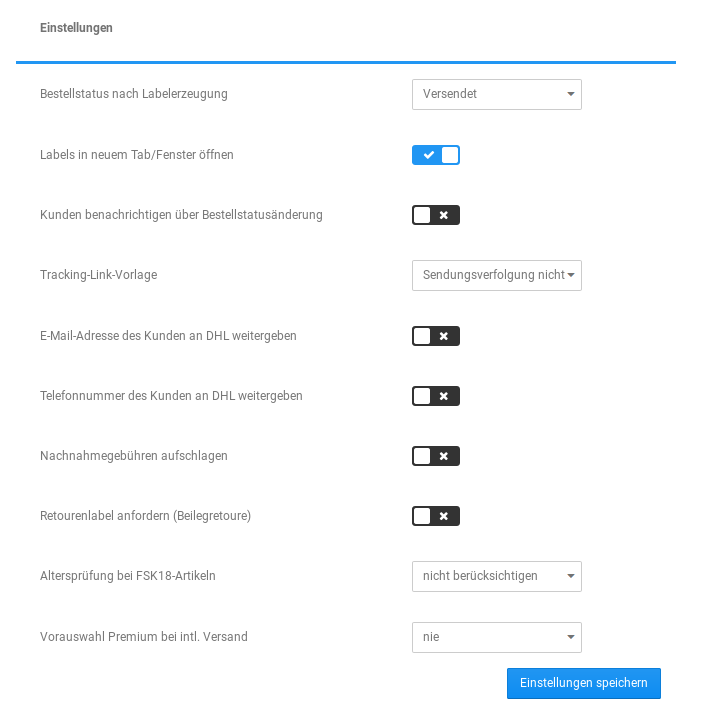 Einstellungen
Bestellstatus nach Labelerzeugung Versendet
Labels in neuem Tab/Fenster öffnen
Kunden benachrichtigen über Bestellstatusänderung
Tracking-Link-Vorlage Sendungsverfolgung nicht
E-Mail-Adresse des Kunden an DHL weitergeben
Telefonnummer des Kunden an DHL weitergeben
Nachnahmegebühren aufschlagen
Retourenlabel anfordern (Beilegretoure)
Altersprüfung bei FSK18-Artikeln nicht berücksichtigen
Vorauswahl Premium bei intl. Versand nie
Einstellungen speichern